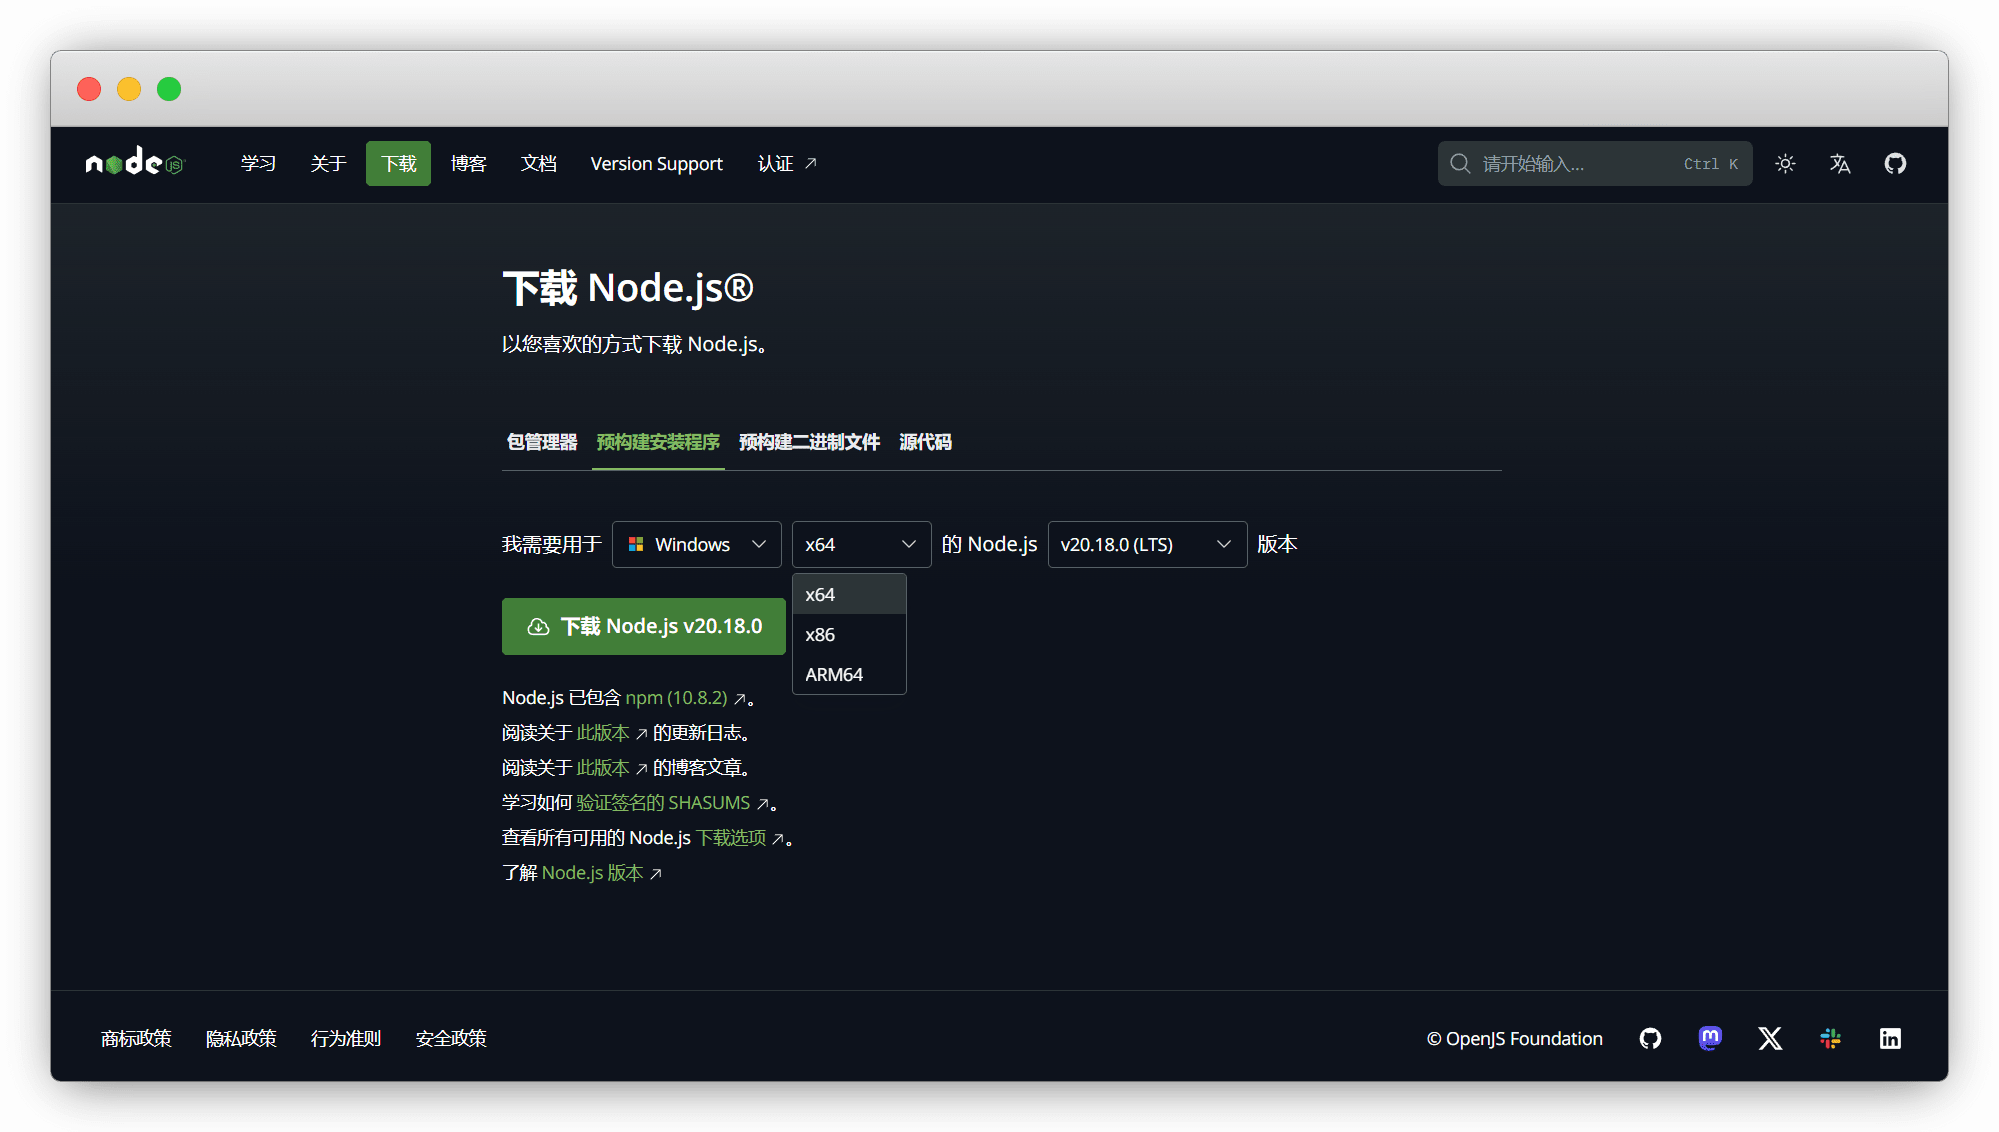 node JS
学习 关于 下载 博客 文档 Version Support 认证 ↗
请开始输入... Ctrl K
下载 Node.js®
以您喜欢的方式下载 Node.js。
包管理器 预构建安装程序 预构建二进制文件 源代码
我需要用于 Windows x64 的 Node.js v20.18.0 (LTS) 版本
x64
x86
ARM64
下载 Node.js v20.18.0
Node.js 已包含 npm (10.8.2) ↗。
阅读关于 此版本 ↗ 的更新日志。
阅读关于 此版本 ↗ 的博客文章。
学习如何 验证签名的 SHASUMS ↗。
查看所有可用的 Node.js 下载选项 ↗。
了解 Node.js 版本 ↗
商标政策 隐私政策 行为准则 安全政策
© OpenJS Foundation